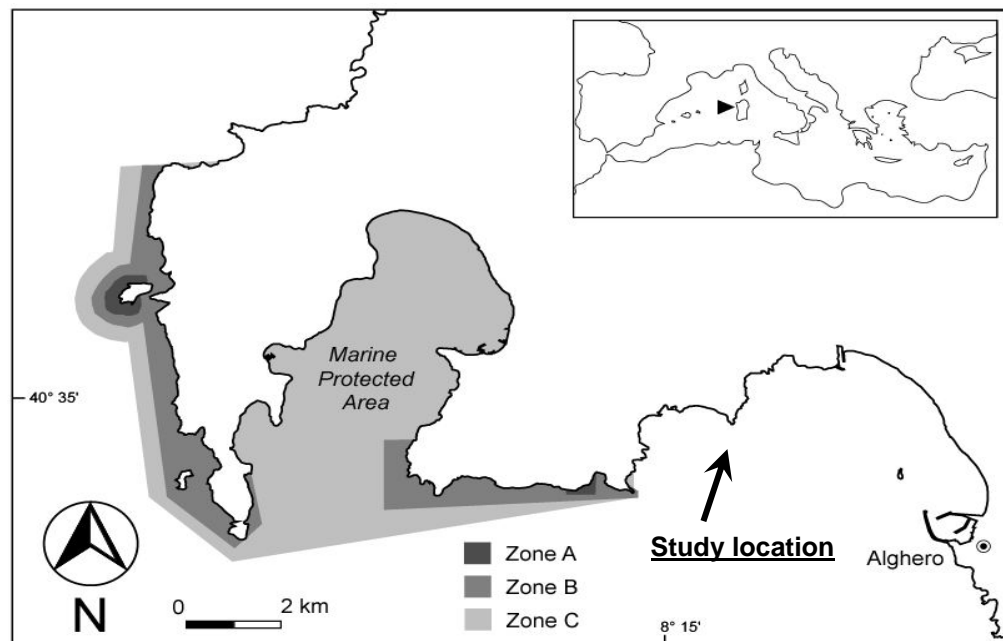 Marine
Protected
Area
40° 35'
Study location
Alghero
Zone A
Zone B
Zone C
N
0 2 km
8° 15'